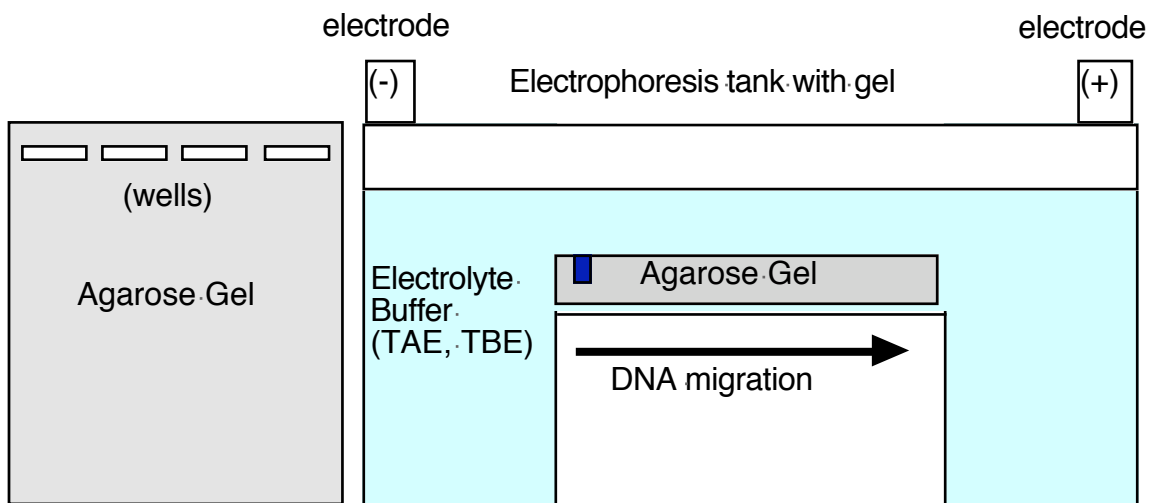 electrode
electrode
(-)
Electrophoresis tank with gel
(+)
(wells)
Agarose Gel
Electrolyte
Buffer
(TAE, TBE)
Agarose Gel
DNA migration